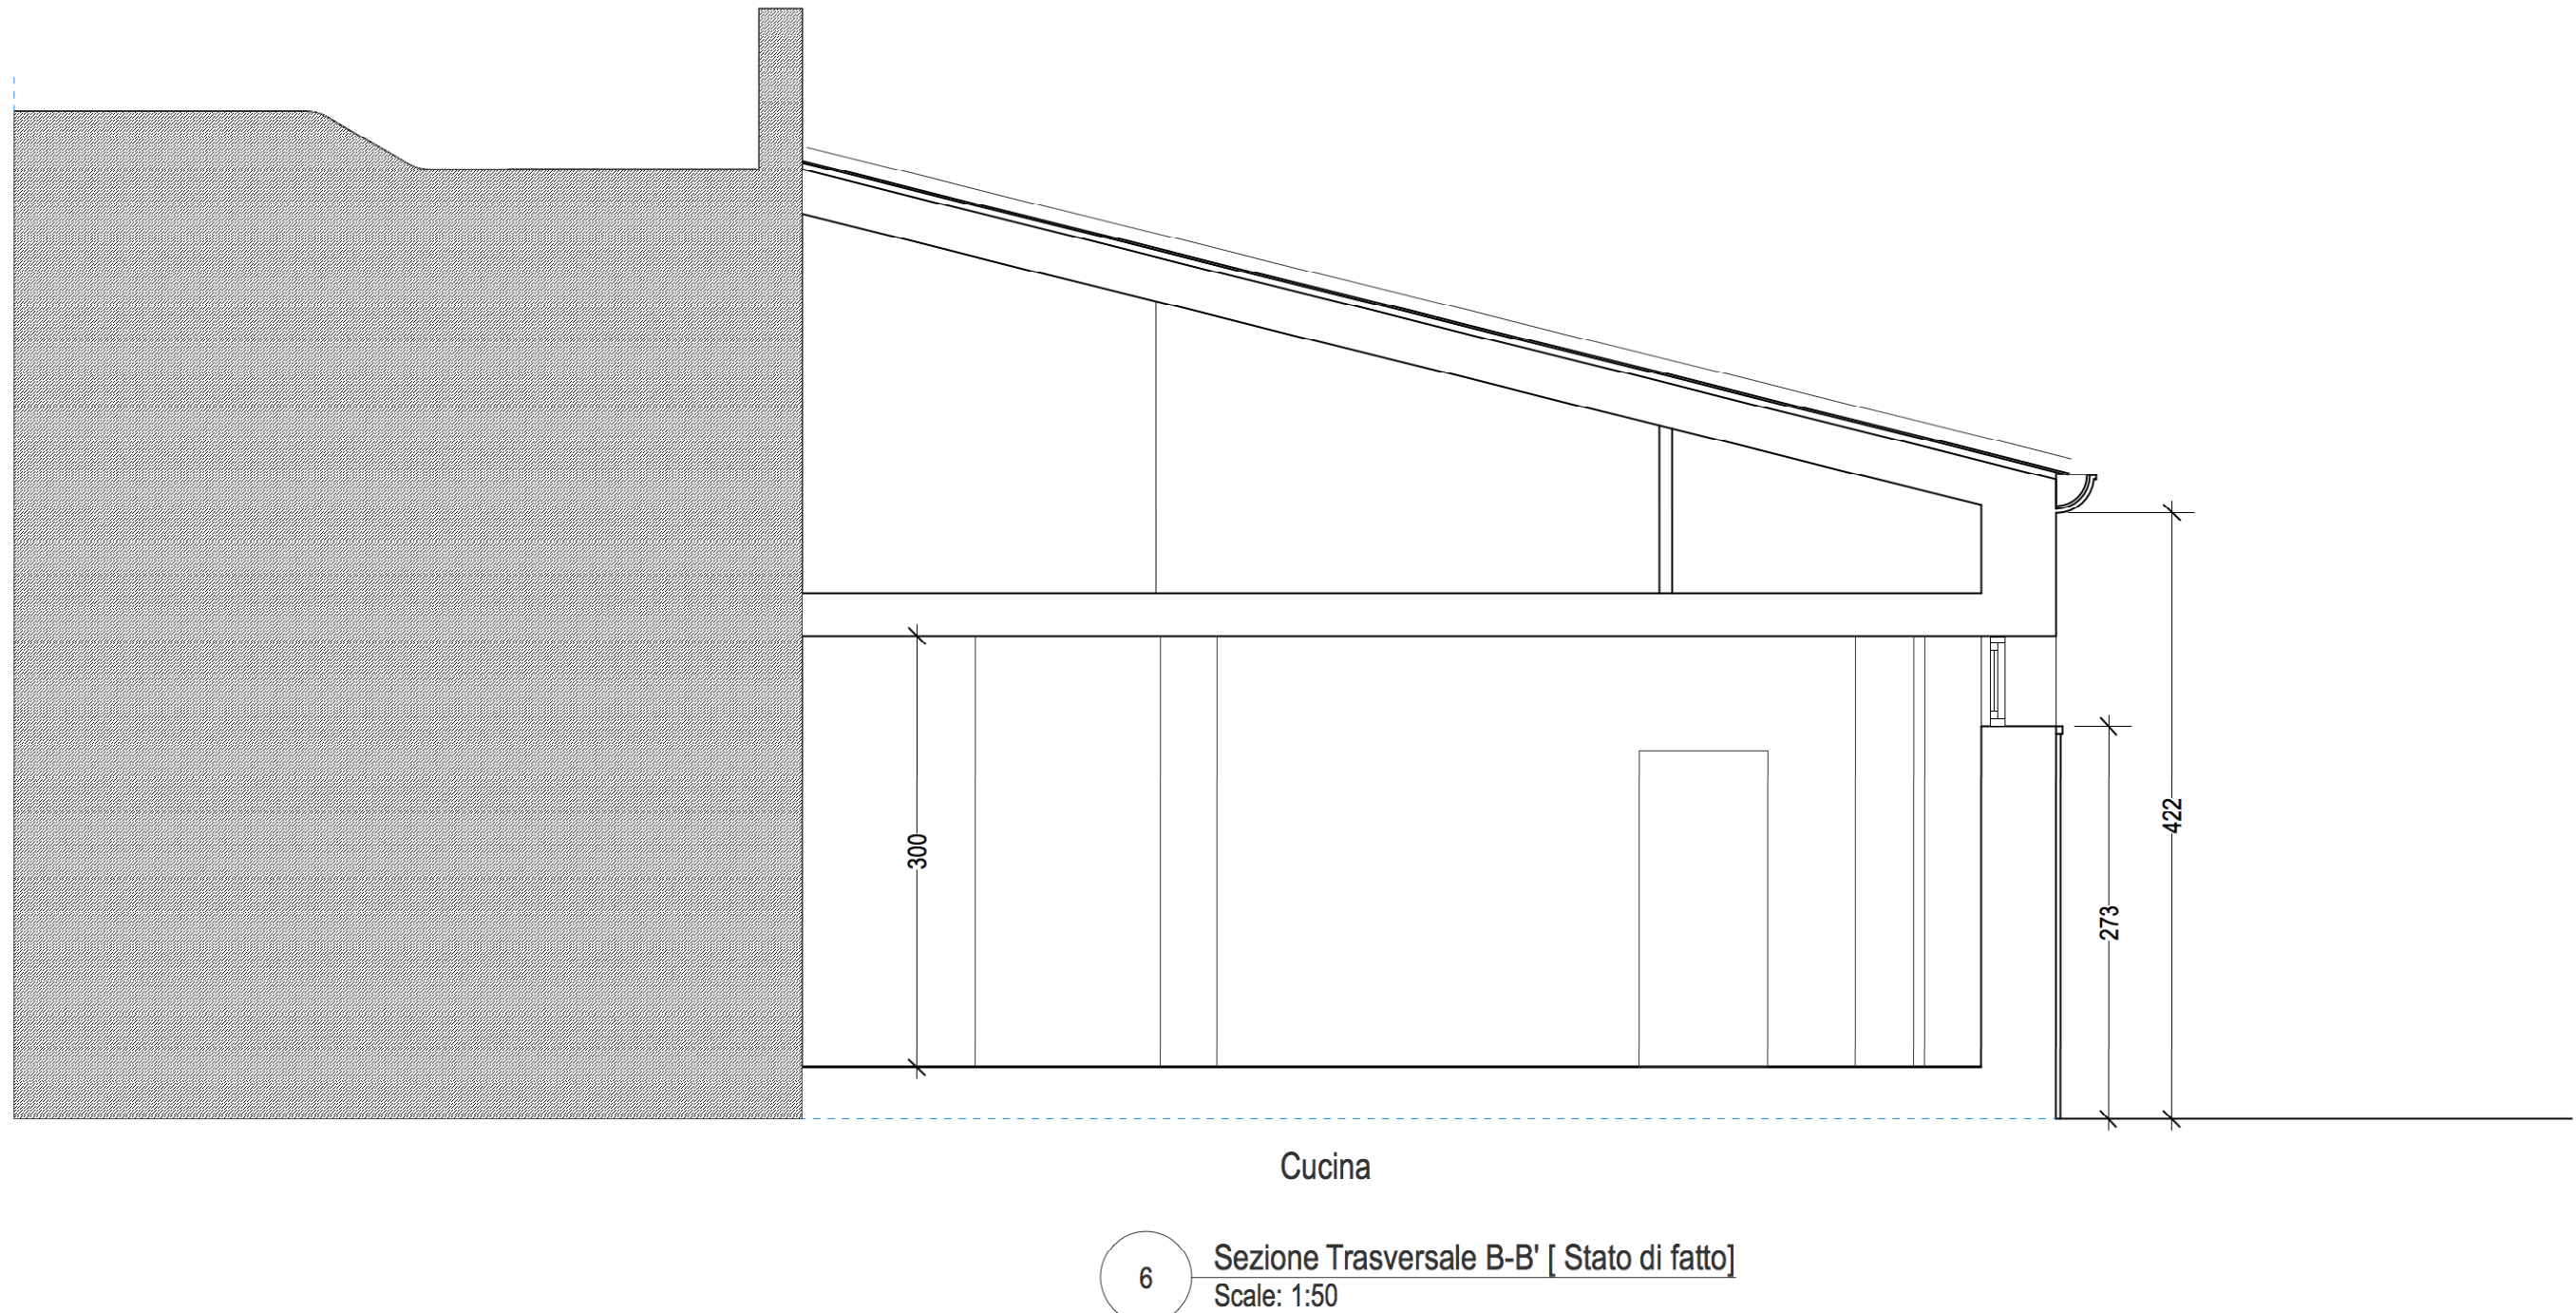 300
422
273
Cucina
6
Sezione Trasversale B-B' [ Stato di fatto]
Scale: 1:50